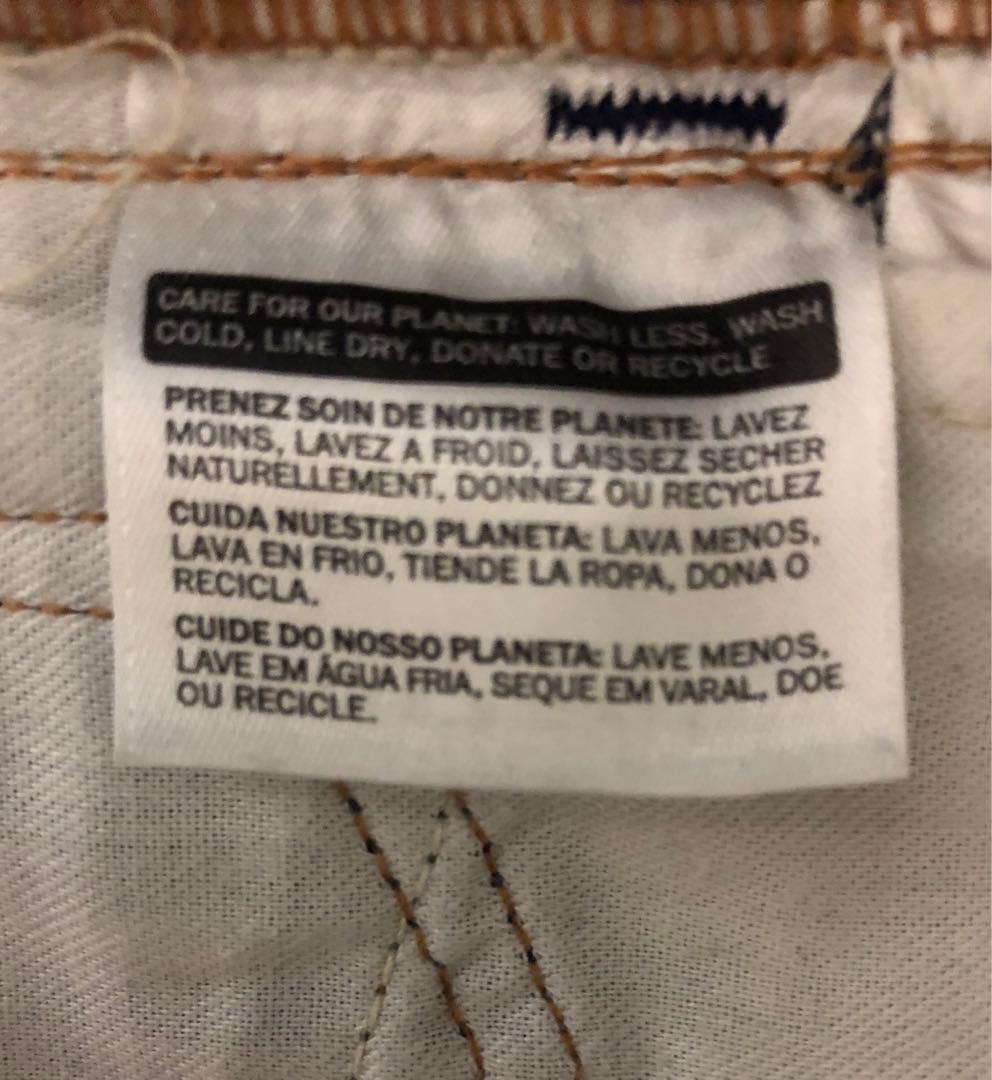 CARE FOR OUR PLANET: WASH LESS, WASH
COLD, LINE DRY, DONATE OR RECYCLE
PRENEZ SOIN DE NOTRE PLANETE: LAVEZ
MOINS, LAVEZ A FROID, LAISSEZ SECHER
NATURELLEMENT, DONNEZ OU RECYCLEZ
CUIDA NUESTRO PLANETA: LAVA MENOS,
LAVA EN FRIO, TIENDE LA ROPA, DONA O
RECICLA.
CUIDE DO NOSSO PLANETA: LAVE MENOS,
LAVE EM ÁGUA FRIA, SEQUE EM VARAL, DOE
OU RECICLE.